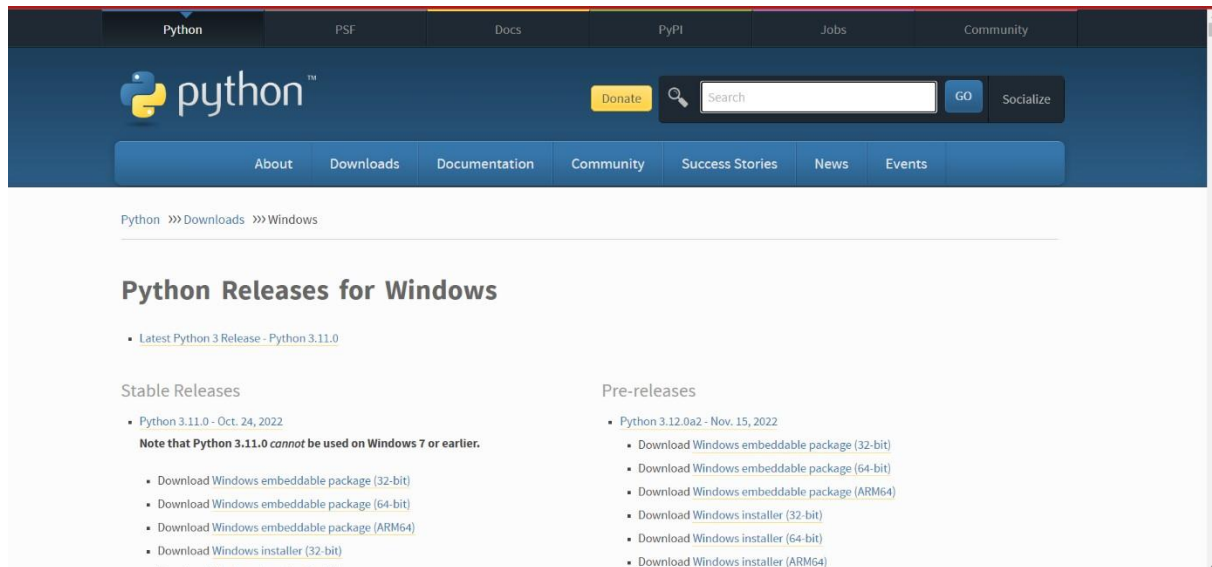 Python PSF Docs PyPI Jobs Community
python™ Donate Search GO Socialize
About Downloads Documentation Community Success Stories News Events
Python >>> Downloads >>> Windows
Python Releases for Windows
Latest Python 3 Release - Python 3.11.0
Stable Releases
Python 3.11.0 - Oct. 24, 2022
Note that Python 3.11.0 cannot be used on Windows 7 or earlier.
Download Windows embeddable package (32-bit)
Download Windows embeddable package (64-bit)
Download Windows embeddable package (ARM64)
Download Windows installer (32-bit)
Pre-releases
Python 3.12.0a2 - Nov. 15, 2022
Download Windows embeddable package (32-bit)
Download Windows embeddable package (64-bit)
Download Windows embeddable package (ARM64)
Download Windows installer (32-bit)
Download Windows installer (64-bit)
Download Windows installer (ARM64)